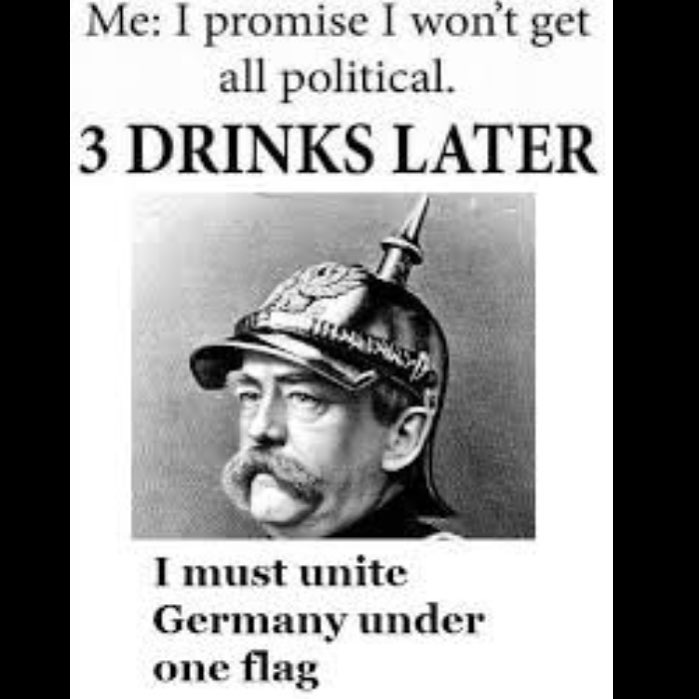 Me: I promise I won't get
all political.
3 DRINKS LATER
I must unite
Germany under
one flag